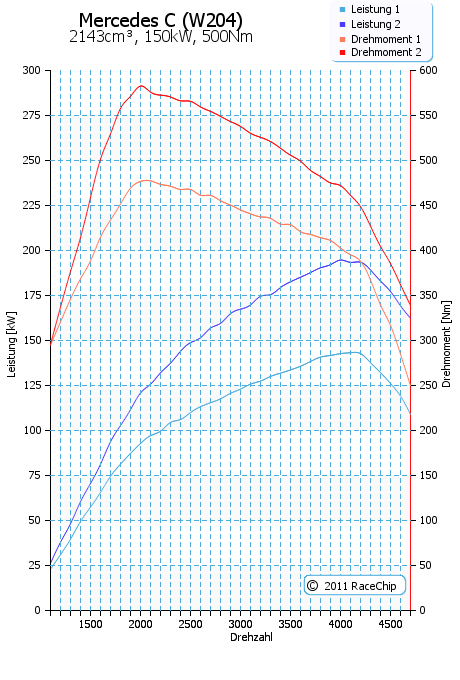 Mercedes C (W204)
2143cm³, 150kW, 500Nm
Leistung 1
Leistung 2
Drehmoment 1
Drehmoment 2
300
275
250
225
200
175
150
125
100
75
50
25
0
Leistung [kW]
600
550
500
450
400
350
300
250
200
150
100
50
0
Drehmoment [Nm]
© 2011 RaceChip
1500 2000 2500 3000 3500 4000 4500
Drehzahl